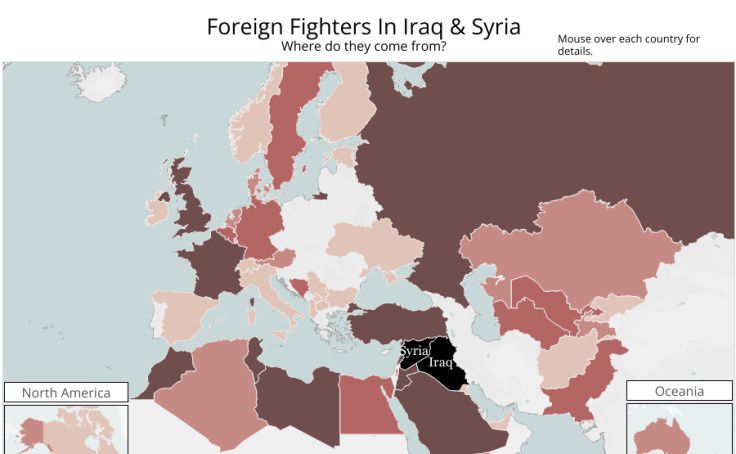 Foreign Fighters In Iraq & Syria
Where do they come from?
Mouse over each country for
details.
Syria
Iraq
North America
Oceania